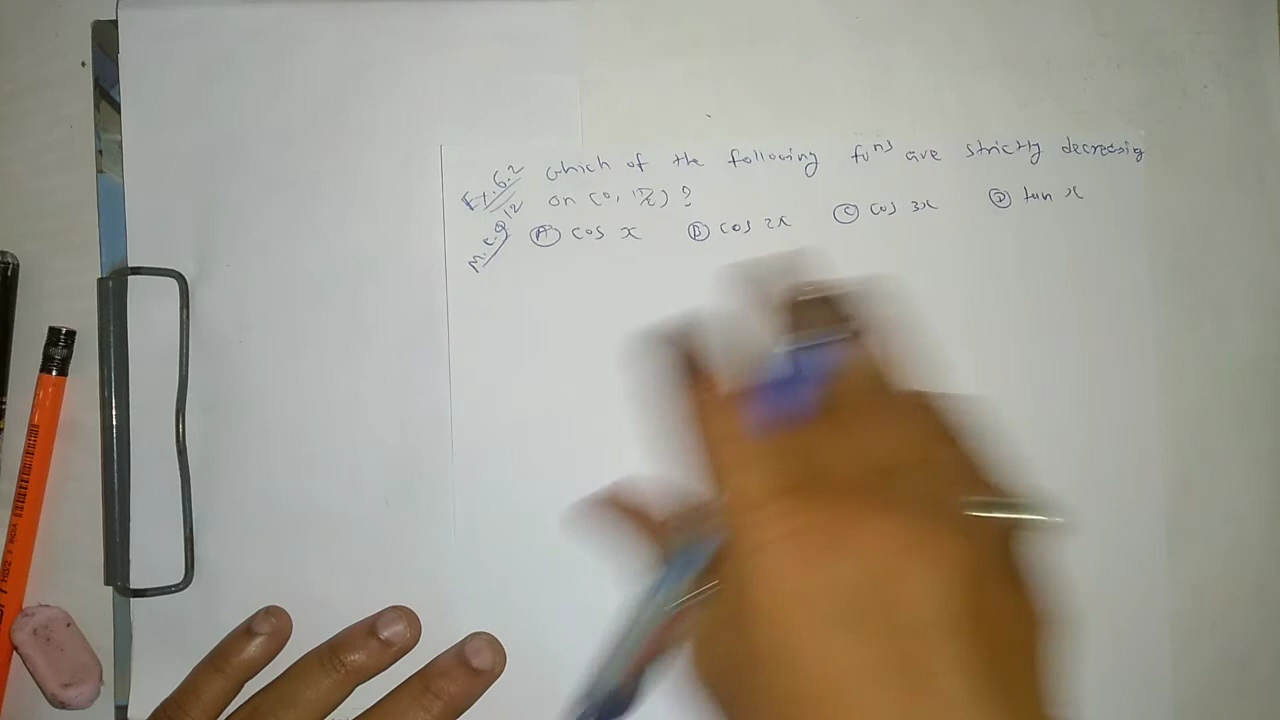 Ex. 6.2 Which of the following funs are strictly decreasing
12 on (0, π/2) ?
M.C.Q (A) cos x (B) cos 2x (C) cos 3x (D) tan x